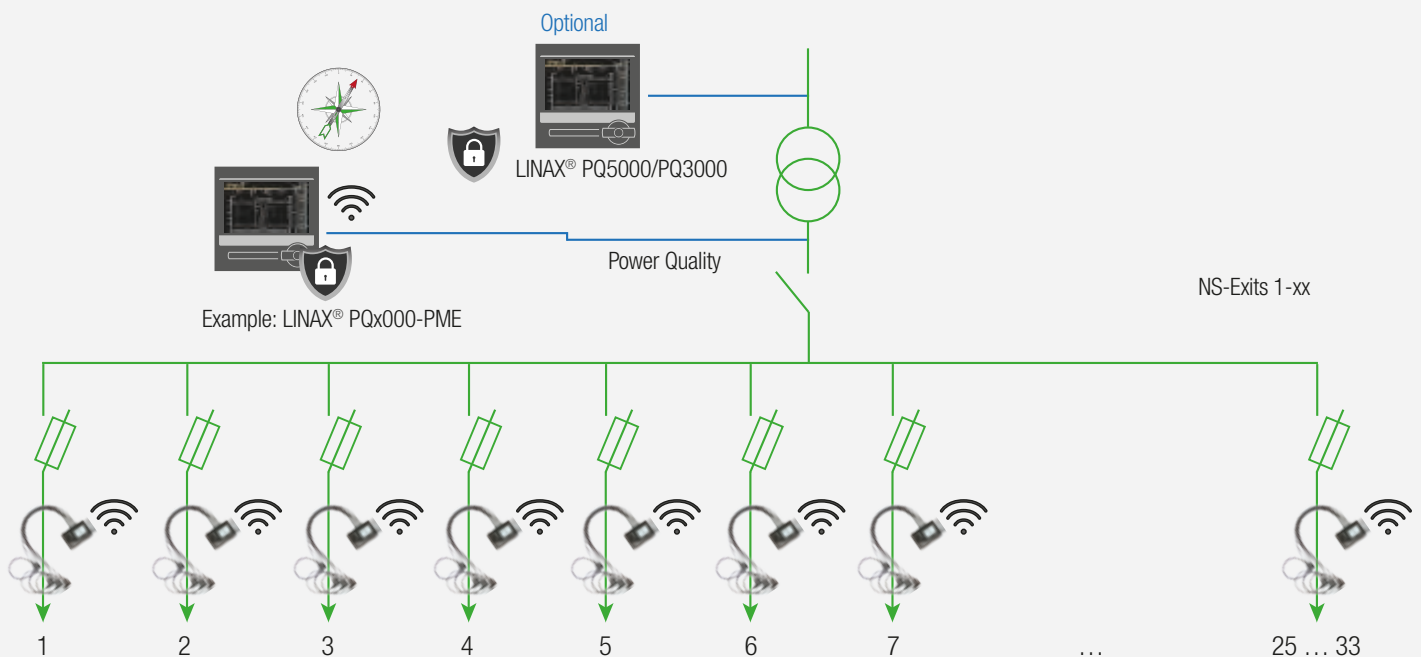 Optional
LINAX® PQ5000/PQ3000
Power Quality
NS-Exits 1-xx
Example: LINAX® PQx000-PME
1 2 3 4 5 6 7 … 25 … 33